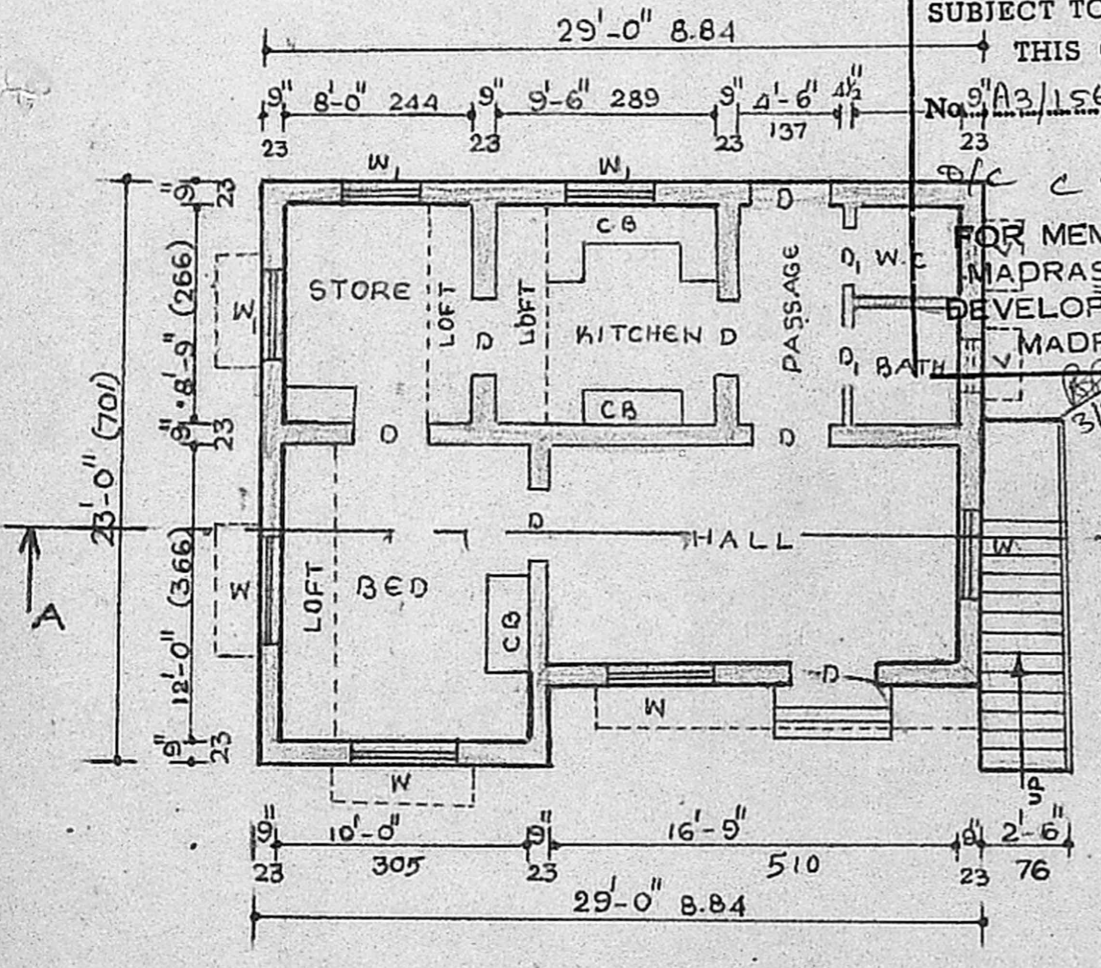 SUBJECT TO
THIS
29'-0" 8.84
9" 8'-0" 244 9" 9'-6" 289 9" 4'-6" 4½ 9"
23 23 23 137 23
No. A3/156
W₁ W₁
9" 23
D
C
CB
FOR MEM
MADRAS
DEVELOP
MADR
W₁
STORE
LOFT
D
LOFT
KITCHEN
D
PASSAGE
D₁ W.C
D₁ BATH
V
8'-9" (266)
CB
9" 23
D D
31
23'-0" (701)
D
HALL
W
A
W
LOFT
BED
CB
12'-0" (366)
D
W
9" 23
W
UP
9" 10'-0" 9" 16'-9" 9" 2'-6"
23 305 23 510 23 76
29'-0" 8.84